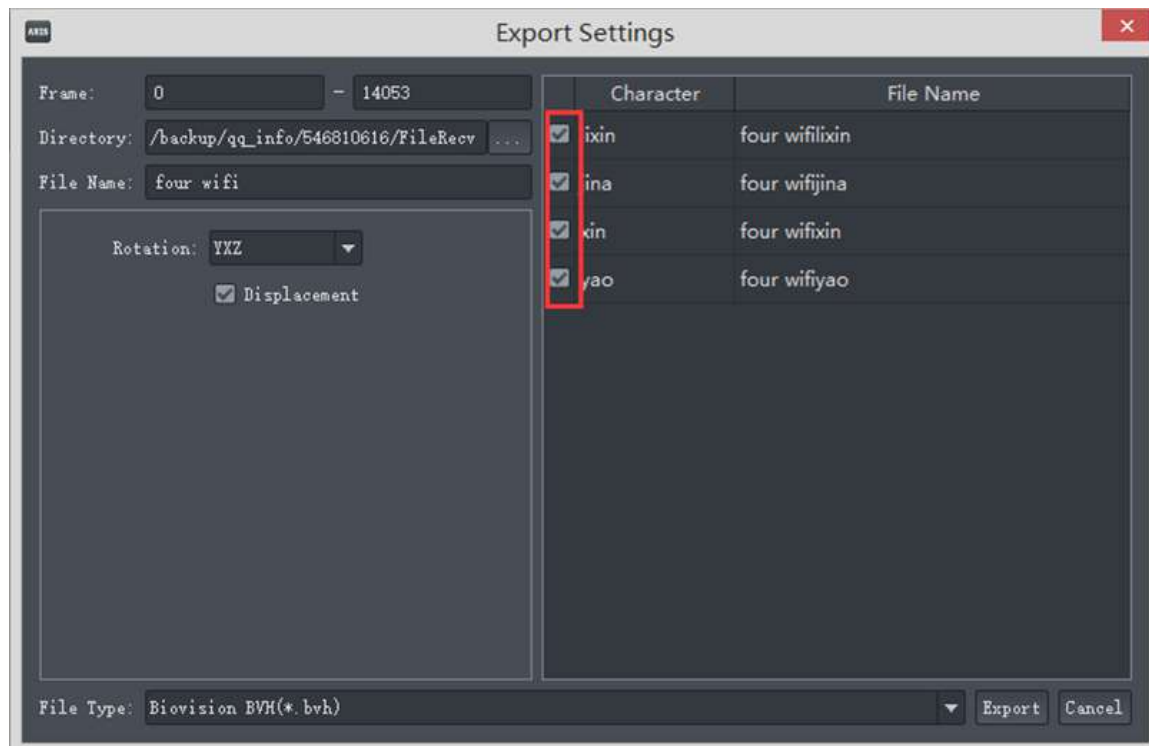 AXIS
Export Settings
Frame: 0 - 14053
Directory: /backup/qq_info/546810616/FileRecv ...
File Name: four wifi
Rotation: YXZ
Displacement
Character File Name
ixin four wifilixin
ina four wifijina
xin four wifixin
yao four wifiyao
File Type: Biovision BVH(*.bvh) Export Cancel